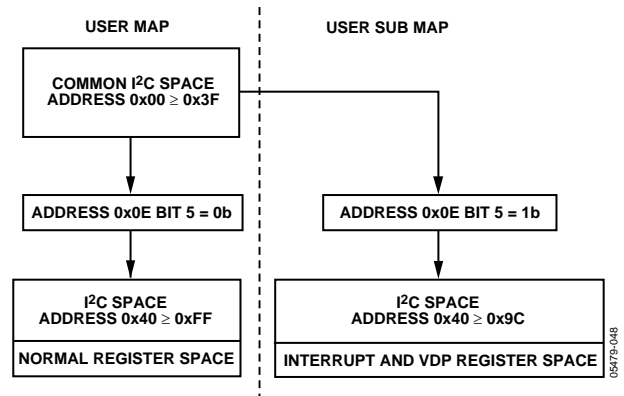 USER MAP
USER SUB MAP
COMMON I²C SPACE
ADDRESS 0x00 ≥ 0x3F
ADDRESS 0x0E BIT 5 = 0b
ADDRESS 0x0E BIT 5 = 1b
I²C SPACE
ADDRESS 0x40 ≥ 0xFF
NORMAL REGISTER SPACE
I²C SPACE
ADDRESS 0x40 ≥ 0x9C
INTERRUPT AND VDP REGISTER SPACE
05479-048